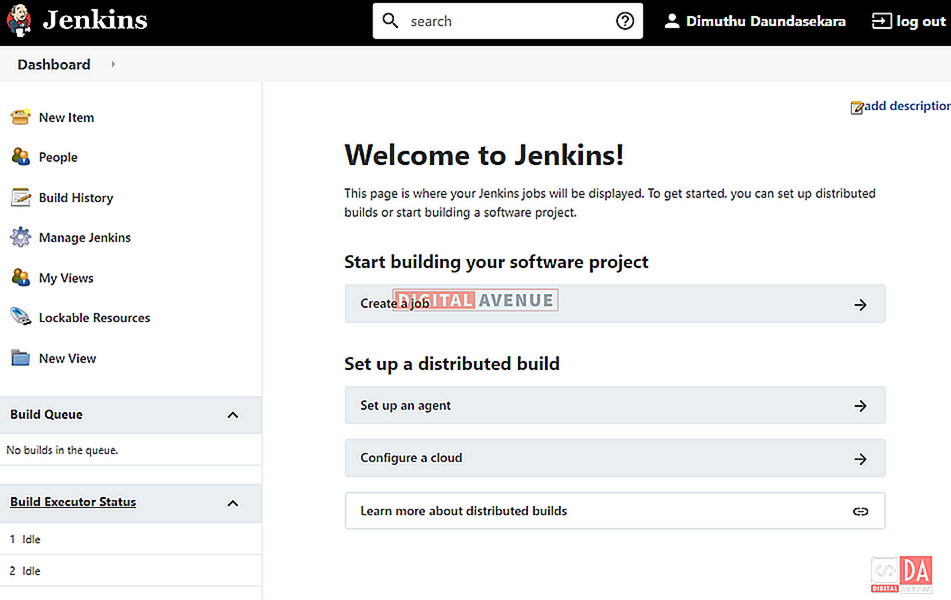 Jenkins
search
Dimuthu Daundasekara
log out
Dashboard
New Item
People
Build History
Manage Jenkins
My Views
Lockable Resources
New View
Build Queue
No builds in the queue.
Build Executor Status
1 Idle
2 Idle
add description
Welcome to Jenkins!
This page is where your Jenkins jobs will be displayed. To get started, you can set up distributed
builds or start building a software project.
Start building your software project
Create a job
DIGITAL AVENUE
Set up a distributed build
Set up an agent
Configure a cloud
Learn more about distributed builds
DA
DIGITAL AVENUE